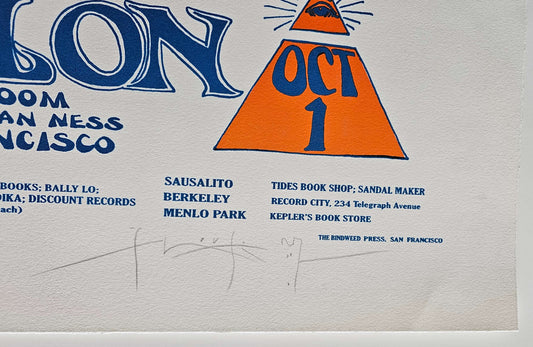 LON
OCT
1
OOM
AN NESS
NCISCO
BOOKS; BALLY LO;
DIKA; DISCOUNT RECORDS
each)
SAUSALITO TIDES BOOK SHOP; SANDAL MAKER
BERKELEY RECORD CITY, 234 Telegraph Avenue
MENLO PARK KEPLER'S BOOK STORE
THE BINDWEED PRESS, SAN FRANCISCO